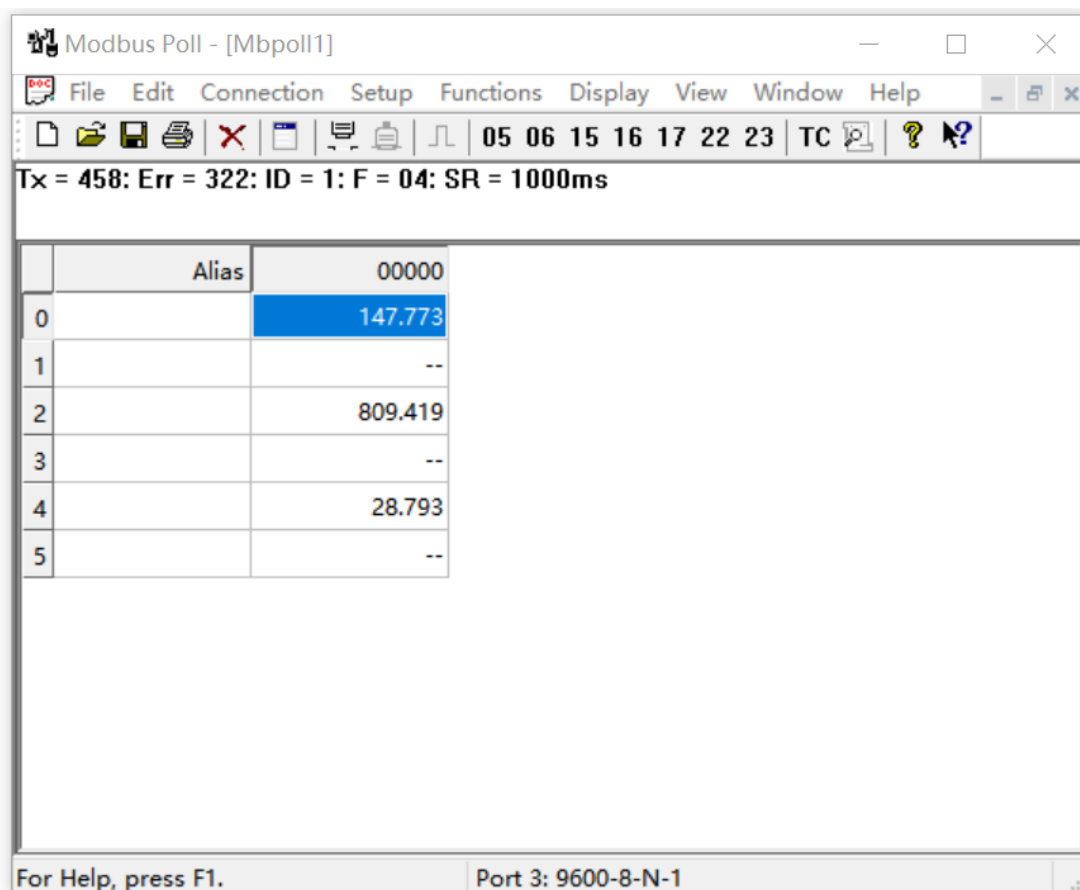 Modbus Poll - [Mbpoll1]
File Edit Connection Setup Functions Display View Window Help
05 06 15 16 17 22 23 TC
Tx = 458: Err = 322: ID = 1: F = 04: SR = 1000ms
Alias 00000
0 147.773
1 --
2 809.419
3 --
4 28.793
5 --
For Help, press F1. Port 3: 9600-8-N-1